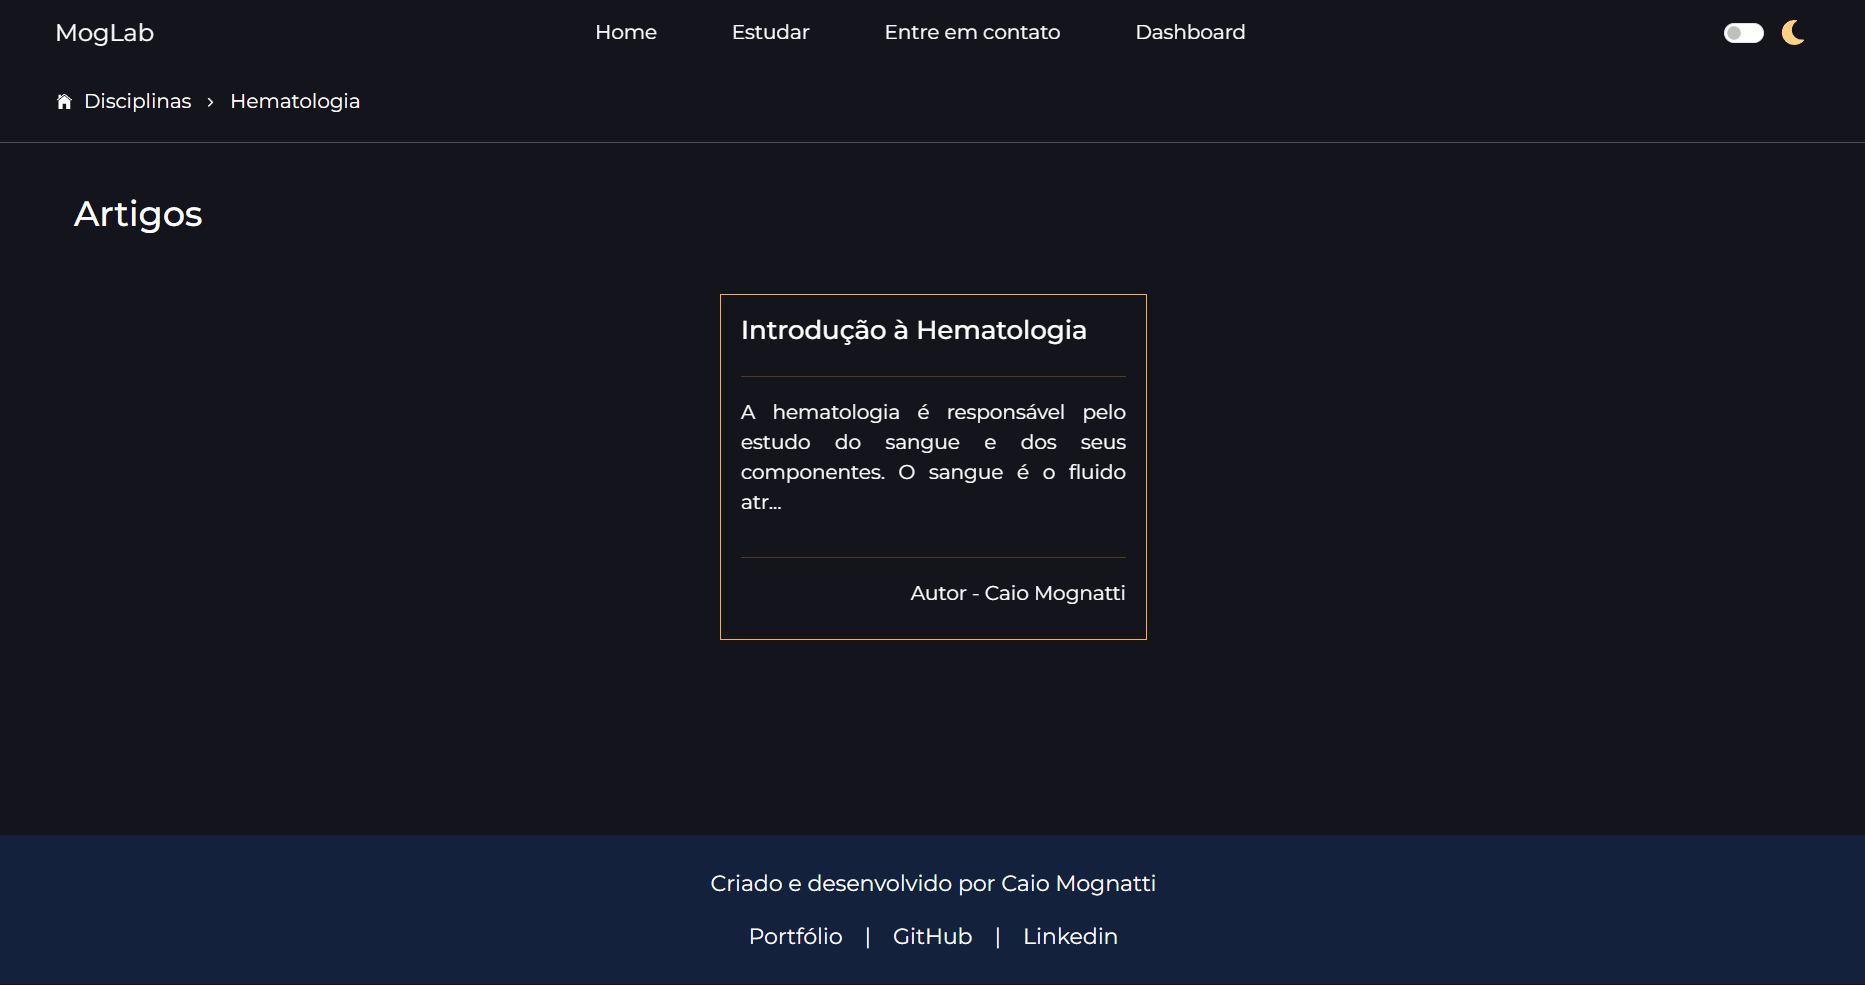 MogLab
Home
Estudar
Entre em contato
Dashboard
Disciplinas › Hematologia
Artigos
Introdução à Hematologia
A hematologia é responsável pelo
estudo do sangue e dos seus
componentes. O sangue é o fluido
atr...
Autor - Caio Mognatti
Criado e desenvolvido por Caio Mognatti
Portfólio | GitHub | Linkedin